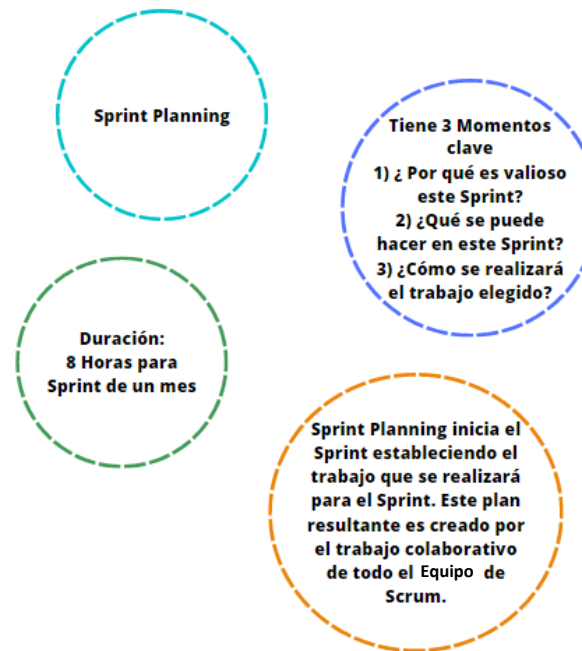 Sprint Planning
Tiene 3 Momentos
clave
1) ¿ Por qué es valioso
este Sprint?
2) ¿Qué se puede
hacer en este Sprint?
3) ¿Cómo se realizará
el trabajo elegido?
Duración:
8 Horas para
Sprint de un mes
Sprint Planning inicia el
Sprint estableciendo el
trabajo que se realizará
para el Sprint. Este plan
resultante es creado por
el trabajo colaborativo
de todo el Equipo de
Scrum.